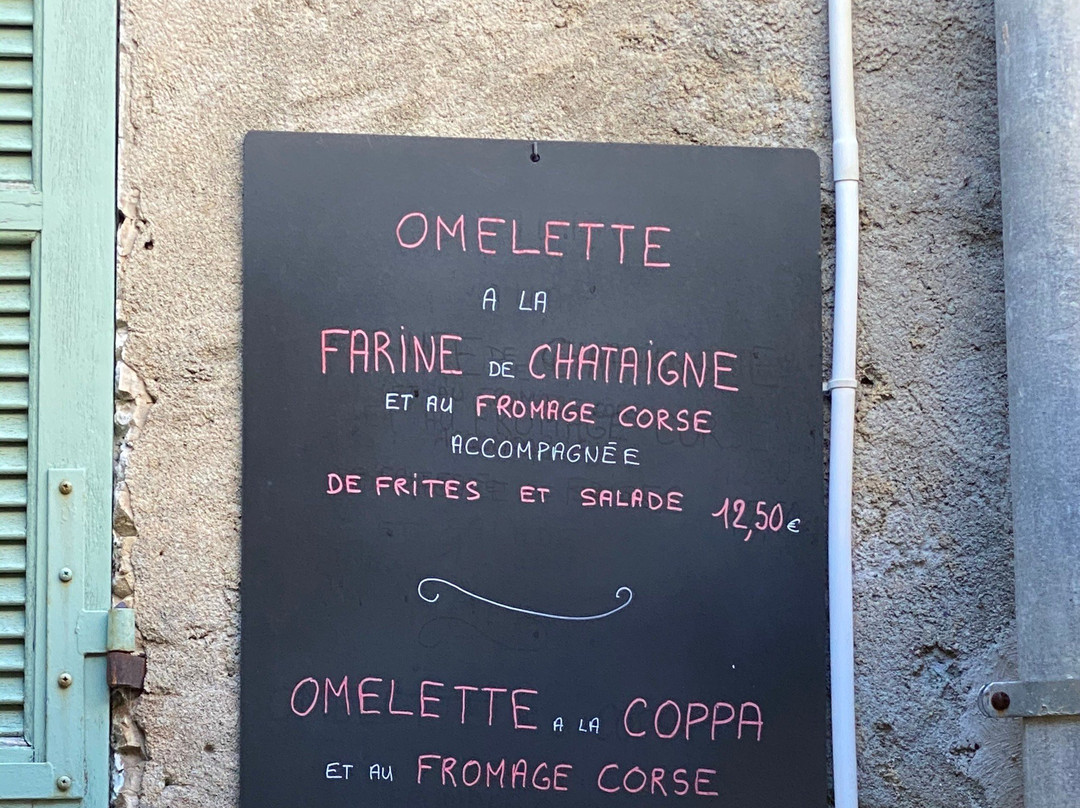 OMELETTE
A LA
FARINE DE CHATAIGNE
ET AU FROMAGE CORSE
ACCOMPAGNÉE
DE FRITES ET SALADE 12,50€
OMELETTE A LA COPPA
ET AU FROMAGE CORSE